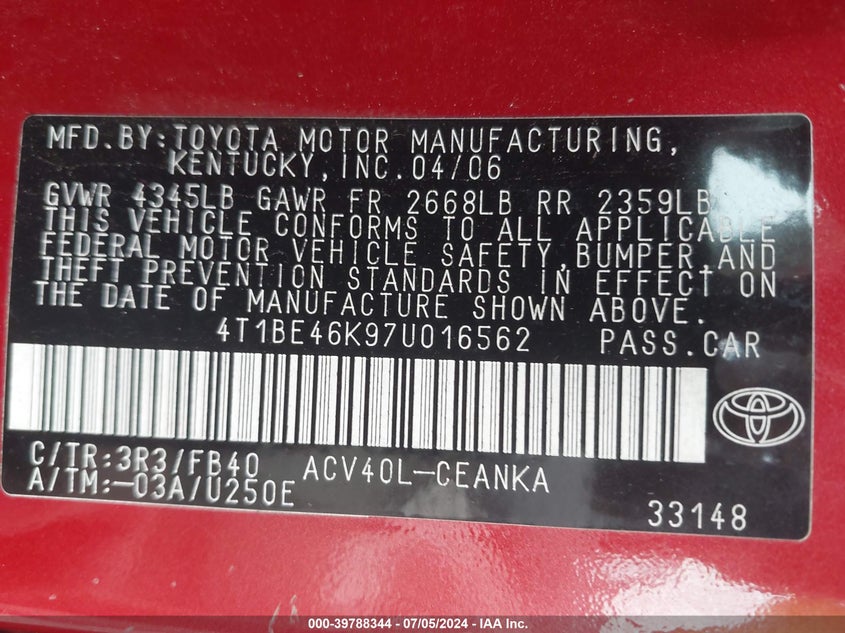 MFD.BY:TOYOTA MOTOR MANUFACTURING,
KENTUCKY,INC.04/06
GVWR 4345LB GAWR FR 2668LB RR 2359LB
THIS VEHICLE CONFORMS TO ALL APPLICABLE
FEDERAL MOTOR VEHICLE SAFETY,BUMPER AND
THEFT PREVENTION STANDARDS IN EFFECT ON
THE DATE OF MANUFACTURE SHOWN ABOVE.
4T1BE46K97U016562 PASS.CAR
C/TR:3R3/FB40 ACV40L-CEANKA
A/TM:-03A/U250E
33148
000-39788344 - 07/05/2024 - IAA Inc.